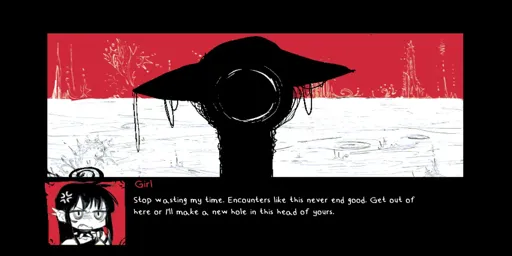 Girl
Stop wasting my time. Encounters like this never end good. Get out of
here or I'll make a new hole in this head of yours.